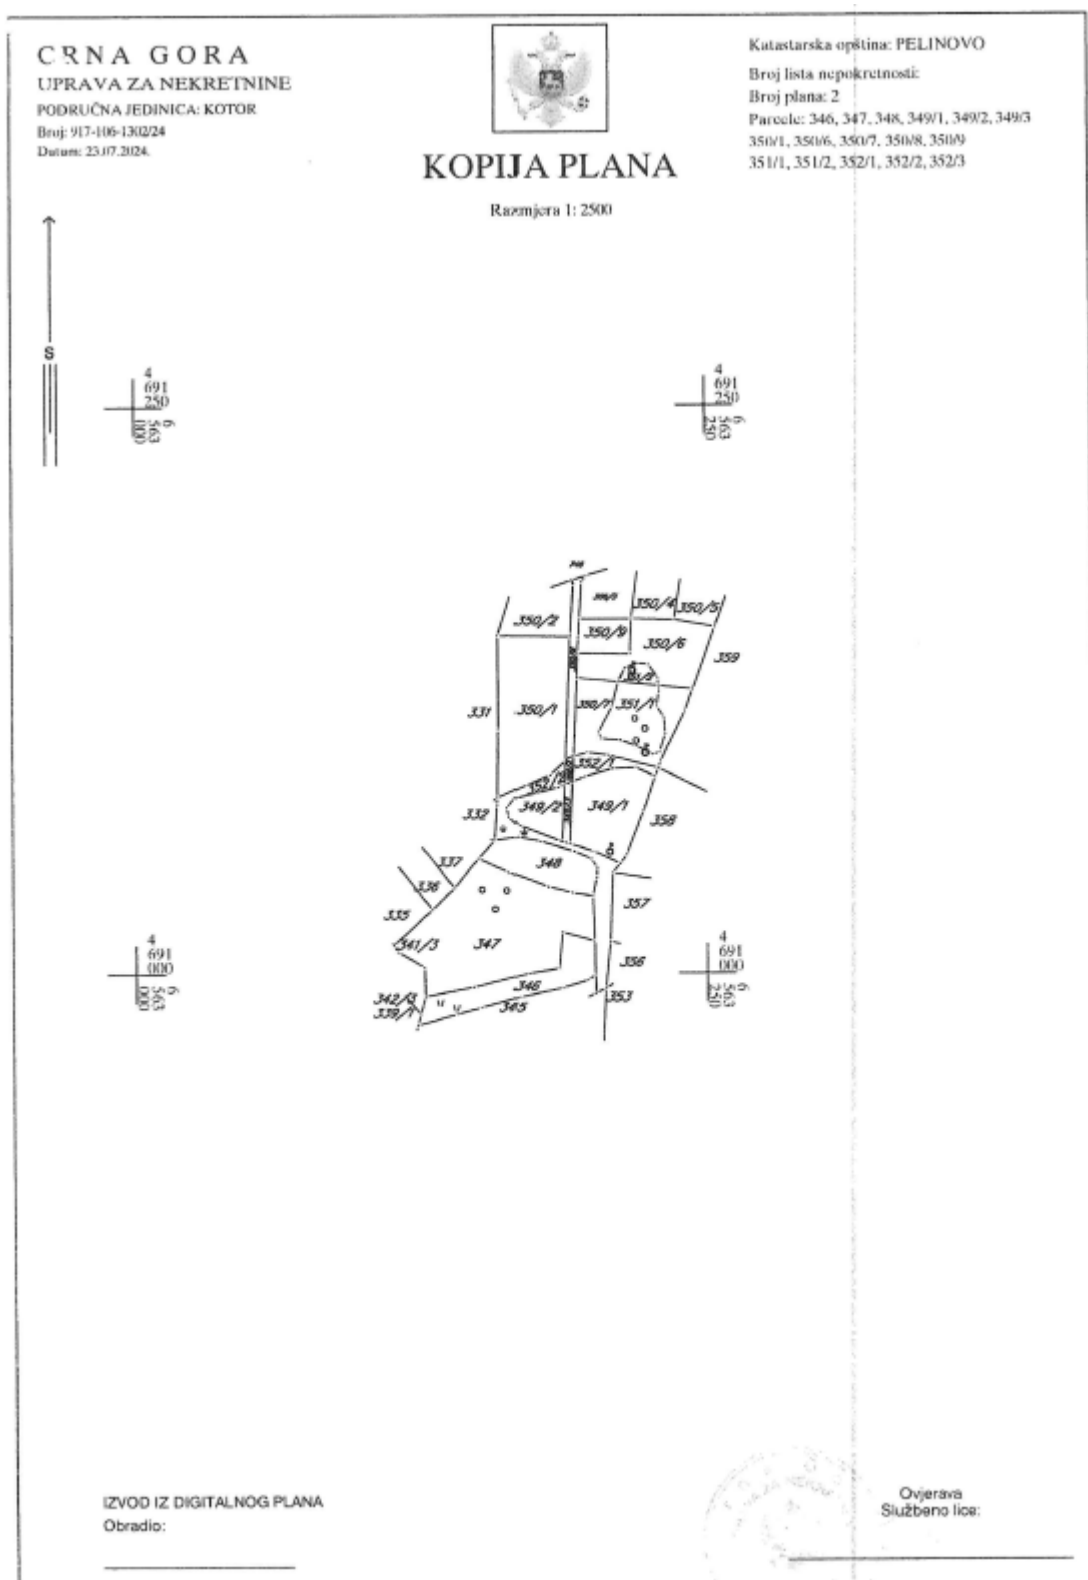 CRNA GORA
UPRAVA ZA NEKRETNINE
PODRUČNA JEDINICA: KOTOR
Broj: 917-106-1302/24
Datum: 23.07.2024.
KOPIJA PLANA
Razmjera 1: 2500
Katastarska opština: PELINOVO
Broj lista nepokretnosti:
Broj plana: 2
Parcele: 346, 347, 348, 349/1, 349/2, 349/3
350/1, 350/6, 350/7, 350/8, 350/9
351/1, 351/2, 352/1, 352/2, 352/3
S
4
691
250
6
563
000
4
691
250
6
563
250
350/4
350/5
350/2
350/9
350/6
359
331
350/1
350/7
351/1
352/1
352/2
332
349/2
349/1
358
348
337
336
357
335
341/3
347
356
346
342/3
339/1
345
353
4
691
000
6
563
000
4
691
000
6
563
250
IZVOD IZ DIGITALNOG PLANA
Obradio:
Ovjerava
Službeno lice: